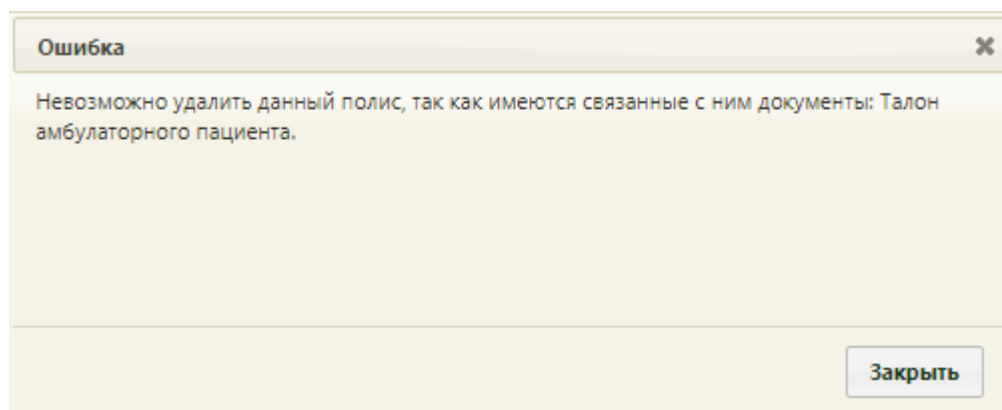 Ошибка
Невозможно удалить данный полис, так как имеются связанные с ним документы: Талон
амбулаторного пациента.
Закрыть